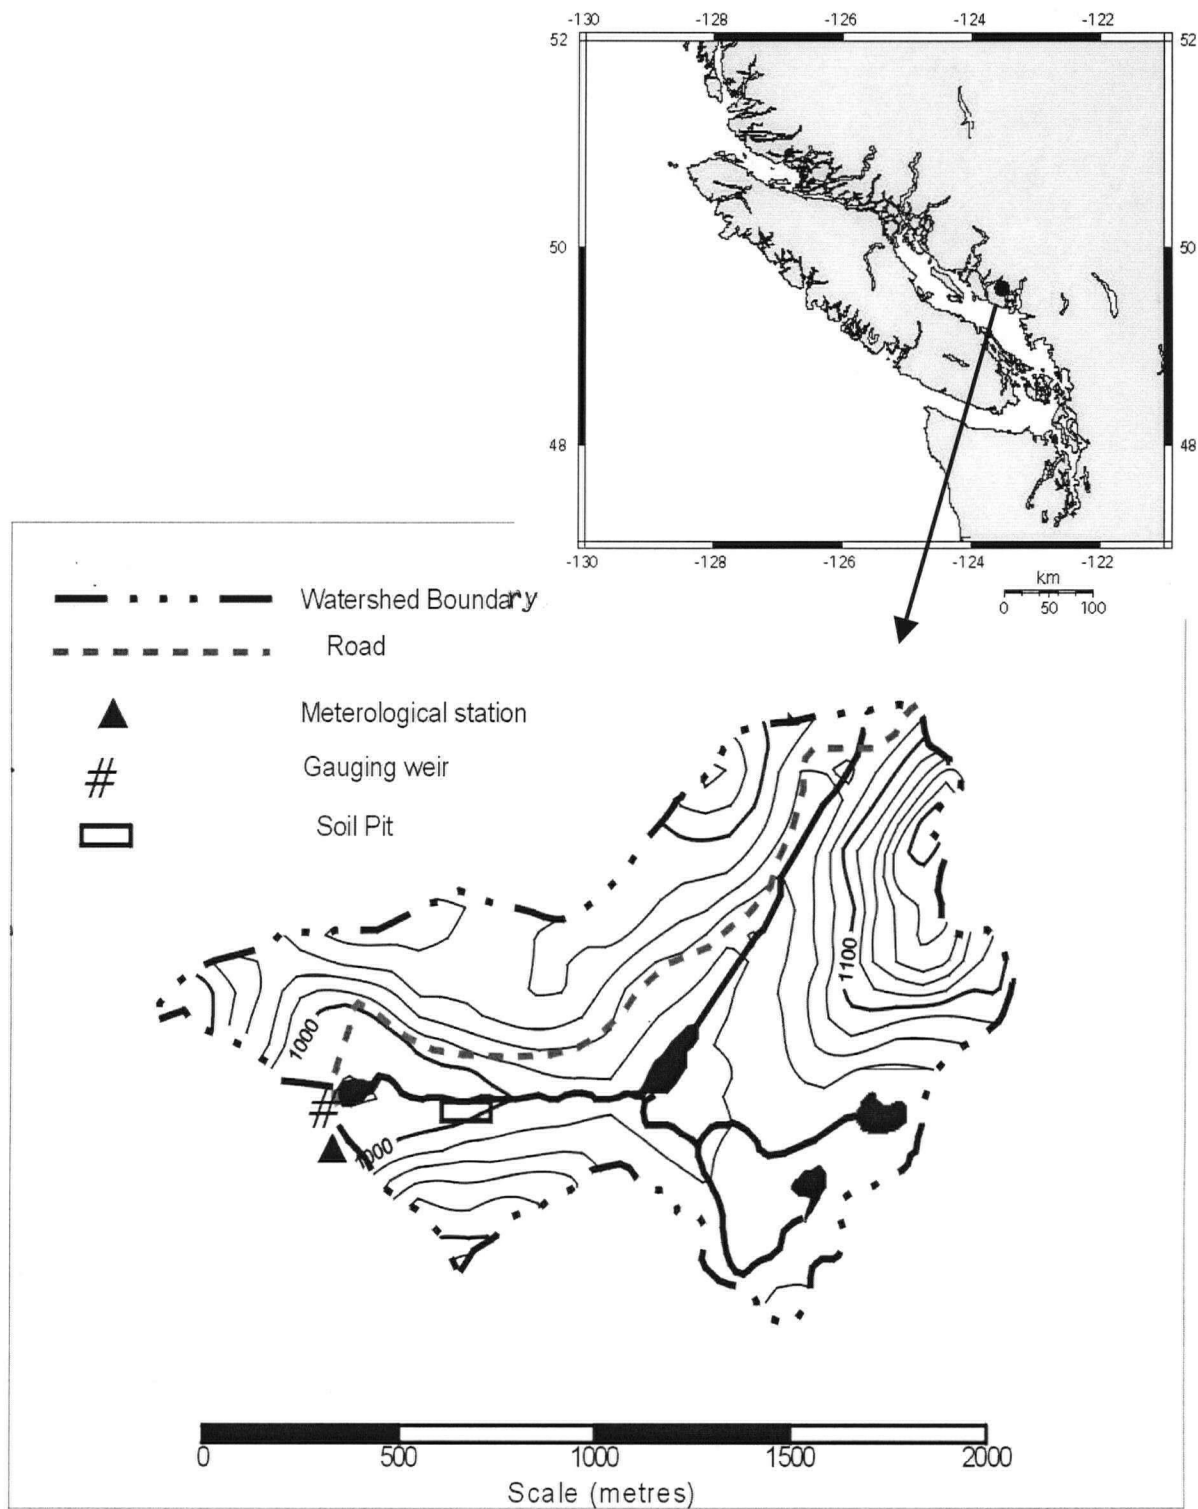 -130 -128 -126 -124 -122
52 52
50 50
48 48
-130 -128 -126 -124 -122
km
0 50 100
Watershed Boundary
Road
Meterological station
# Gauging weir
Soil Pit
1100
1000
#
1000
0 500 1000 1500 2000
Scale (metres)